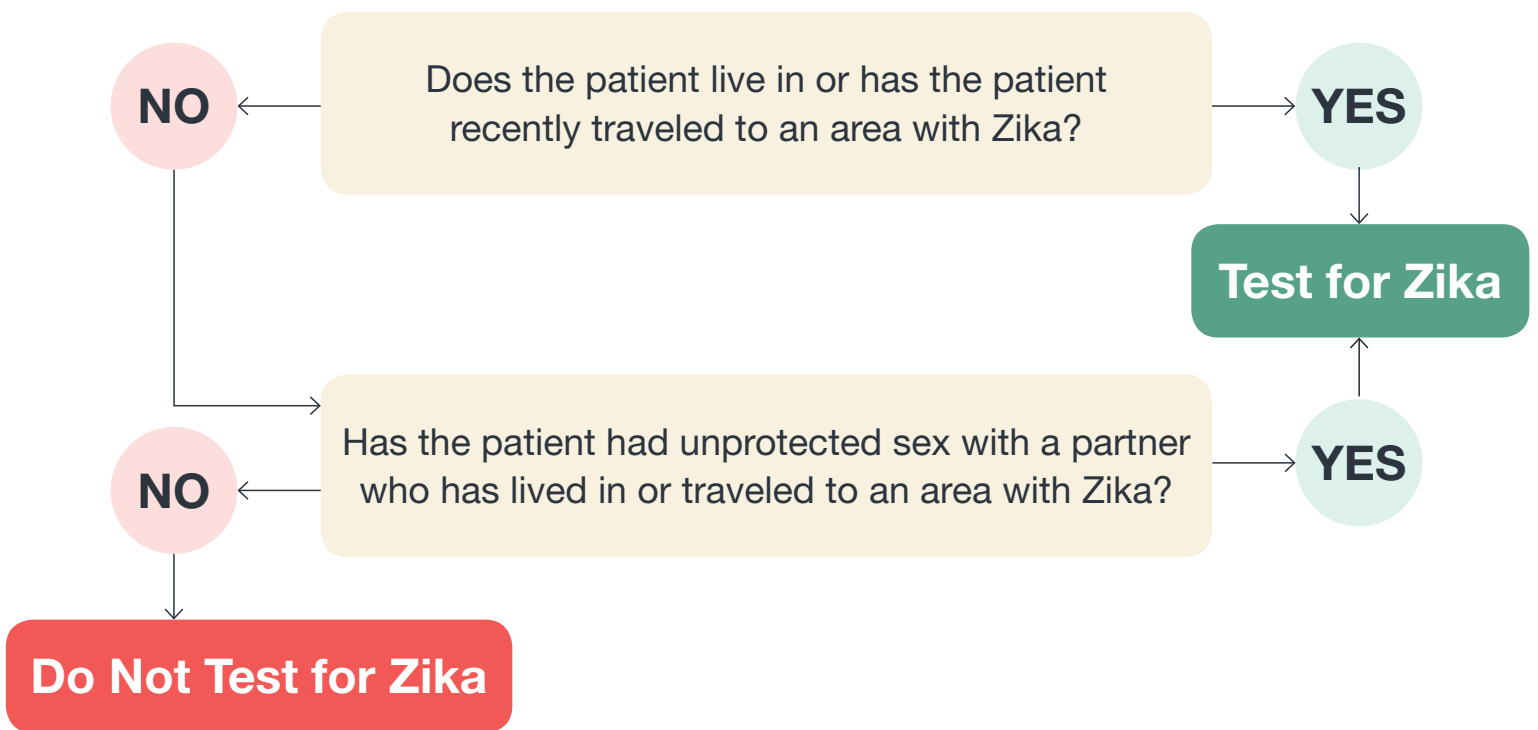 NO
Does the patient live in or has the patient
recently traveled to an area with Zika?
YES
Test for Zika
Has the patient had unprotected sex with a partner
who has lived in or traveled to an area with Zika?
NO
YES
Do Not Test for Zika